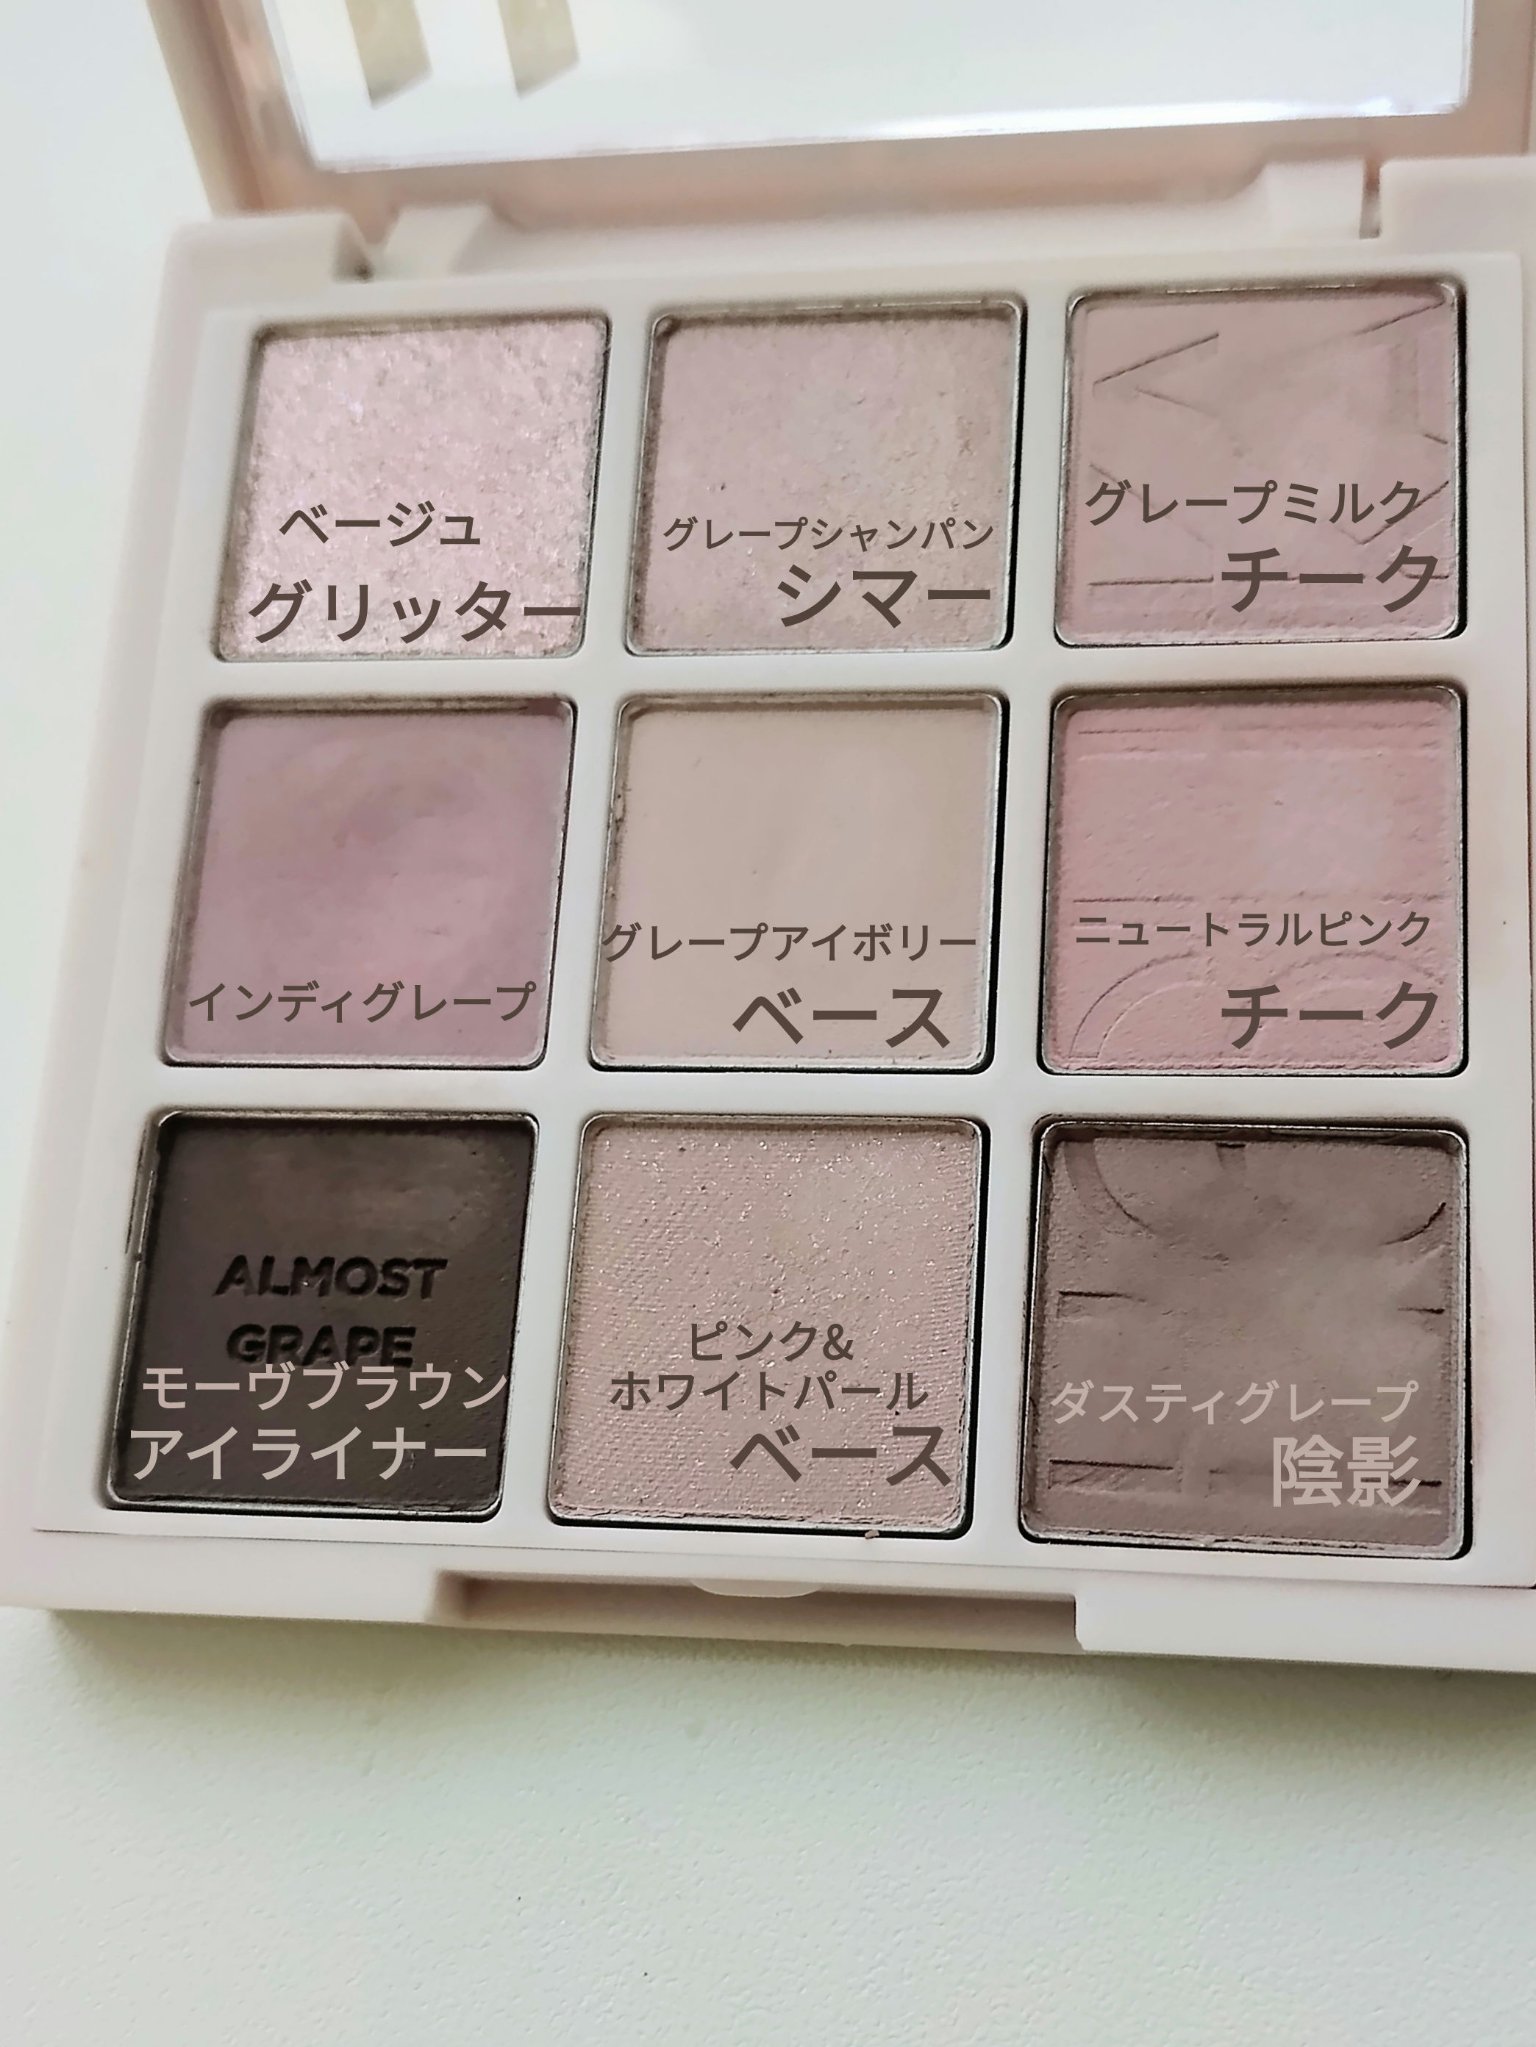 ベージュ
グリッター
グレープシャンパン
シマー
グレープミルク
チーク
インディグレープ
グレープアイボリー
ベース
ニュートラルピンク
チーク
ALMOST
GRAPE
モーヴブラウン
アイライナー
ピンク&
ホワイトパール
ベース
ダスティグレープ
陰影